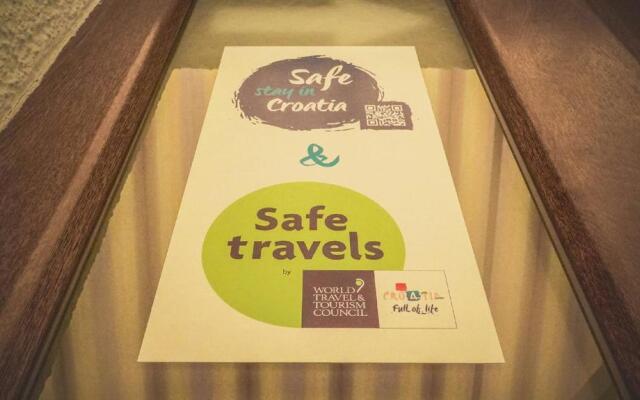 Safe
stay in
Croatia
&
Safe
travels
by
WORLD
TRAVEL &
TOURISM
COUNCIL
CROATIA
Full of life